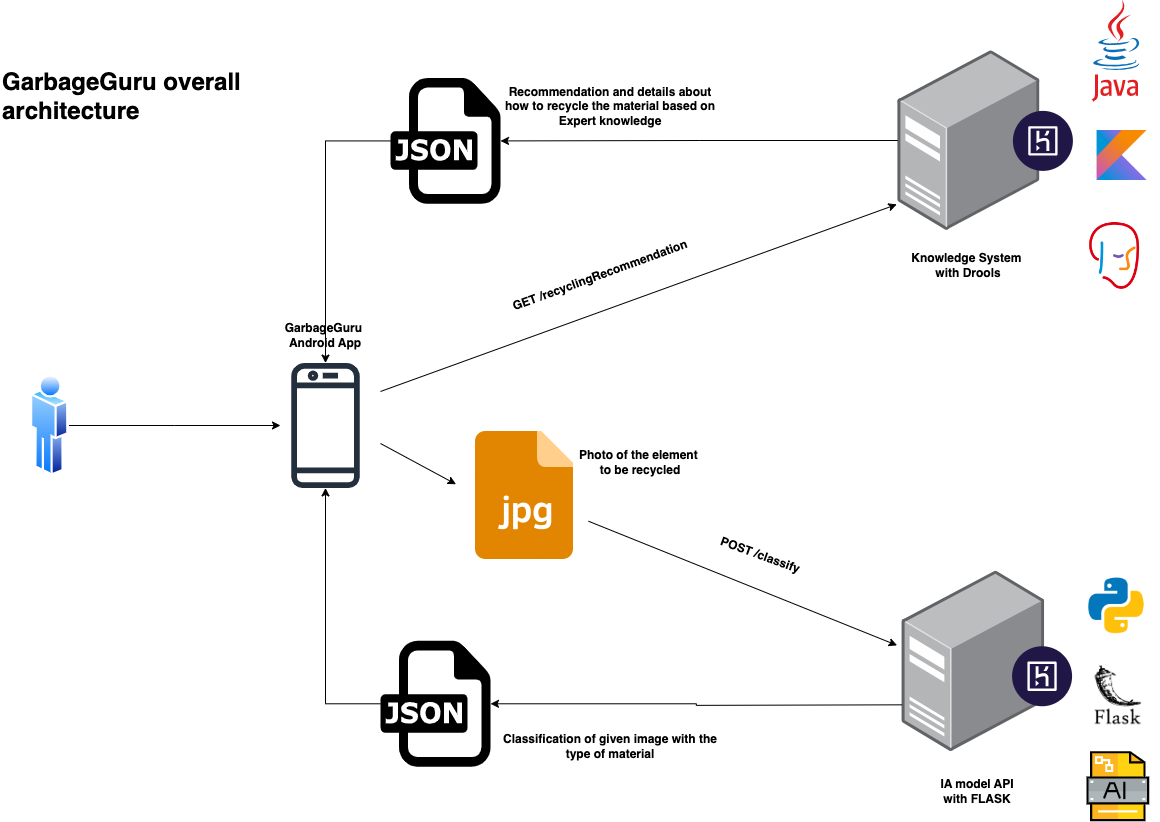 GarbageGuru overall
architecture
JSON
Recommendation and details about
how to recycle the material based on
Expert knowledge
Java
GET /recyclingRecommendation
Knowledge System
with Drools
GarbageGuru
Android App
jpg
Photo of the element
to be recycled
POST /classify
JSON
Classification of given image with the
type of material
Flask
AI
IA model API
with FLASK